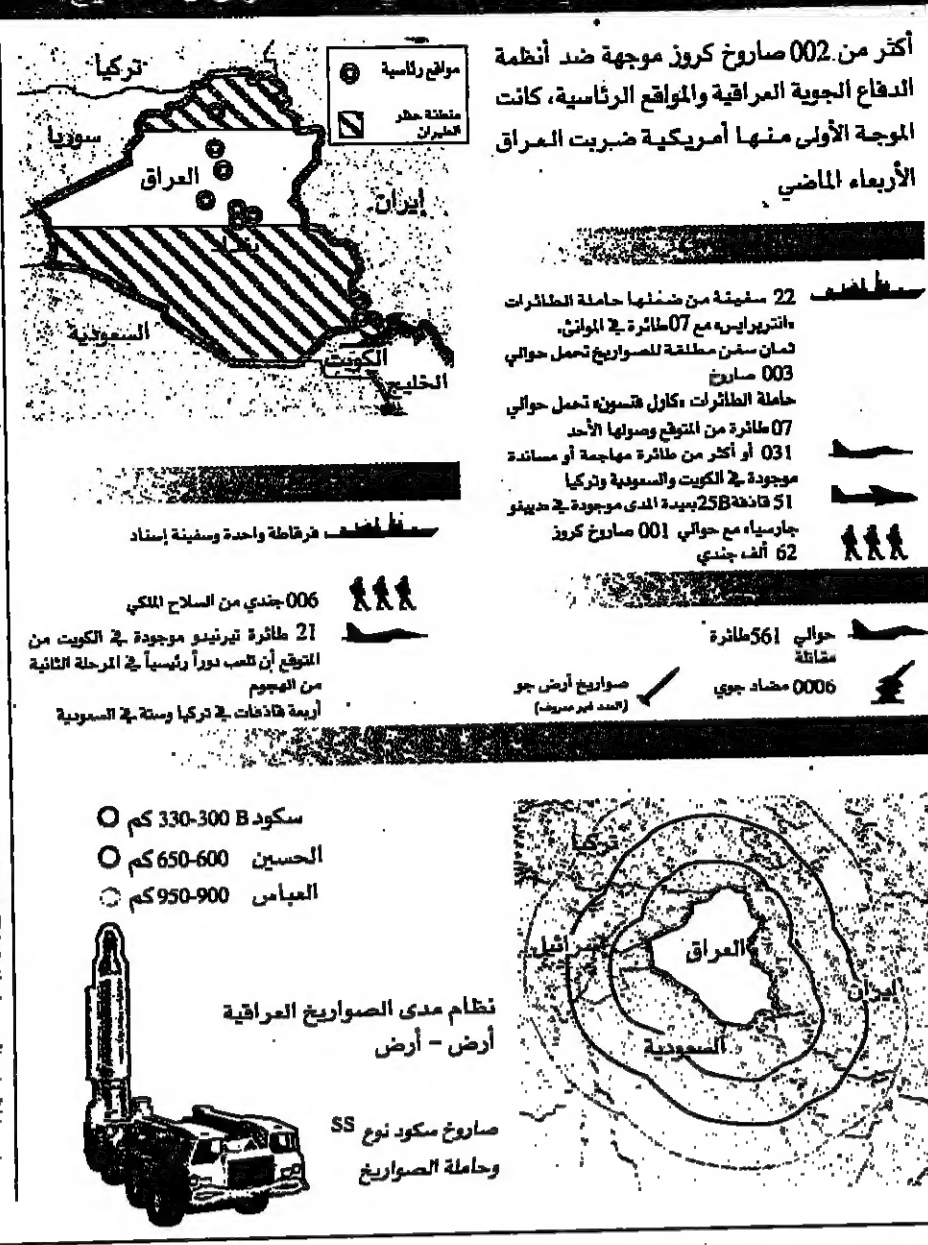 أكثر من 002 صاروخ كروز موجهة ضد أنظمة
الدفاع الجوية العراقية والمواقع الرئاسية، كانت
الموجة الأولى منها أمريكية ضربت العراق
الأربعاء الماضي
مواقع رئاسية
منطقة حظر
الطيران
تركيا
سوريا
العراق
إيران
بغداد
السعودية
الكويت
الخليج
22 سفينة من ضمنها حاملة الطائرات
«انتربرايس» مع 07 طائرة في الموانئ.
ثمان سفن مطلقة للصواريخ تحمل حوالي
003 صاروخ
حاملة الطائرات «كاول فنسون» تحمل حوالي
07 طائرة من المتوقع وصولها الأحد
031 أو أكثر من طائرة مهاجمة أو مساندة
موجودة في الكويت والسعودية وتركيا
51 قاذفة 25B بعيدة المدى موجودة في «دييغو
جارسيا» مع حوالي 001 صاروخ كروز
62 ألف جندي
فرقاطة واحدة وسفينة إسناد
006 جندي من السلاح الملكي
21 طائرة تيرنيدو موجودة في الكويت من
المتوقع أن تلعب دوراً رئيسياً في المرحلة الثانية
من الهجوم
أربعة قاذفات في تركيا وستة في السعودية
حوالي 561 طائرة
مقاتلة
0006 مضاد جوي
صواريخ أرض جو
(العدد غير معروف)
سكود B 330-300 كم
الحسين 650-600 كم
العباس 950-900 كم
نظام مدى الصواريخ العراقية
أرض – أرض
صاروخ سكود نوع SS
وحاملة الصواريخ
العراق
ايران
السعودية